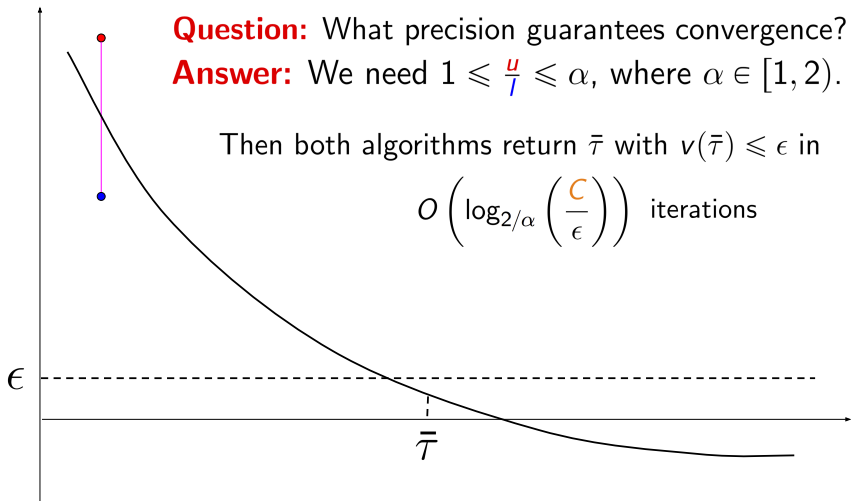 Question: What precision guarantees convergence?
Answer: We need 1 ⩽ u/l ⩽ α, where α ∈ [1, 2).
Then both algorithms return τ̄ with v(τ̄) ⩽ ϵ in
O(log_{2/α}(C/ϵ)) iterations
ϵ
τ̄